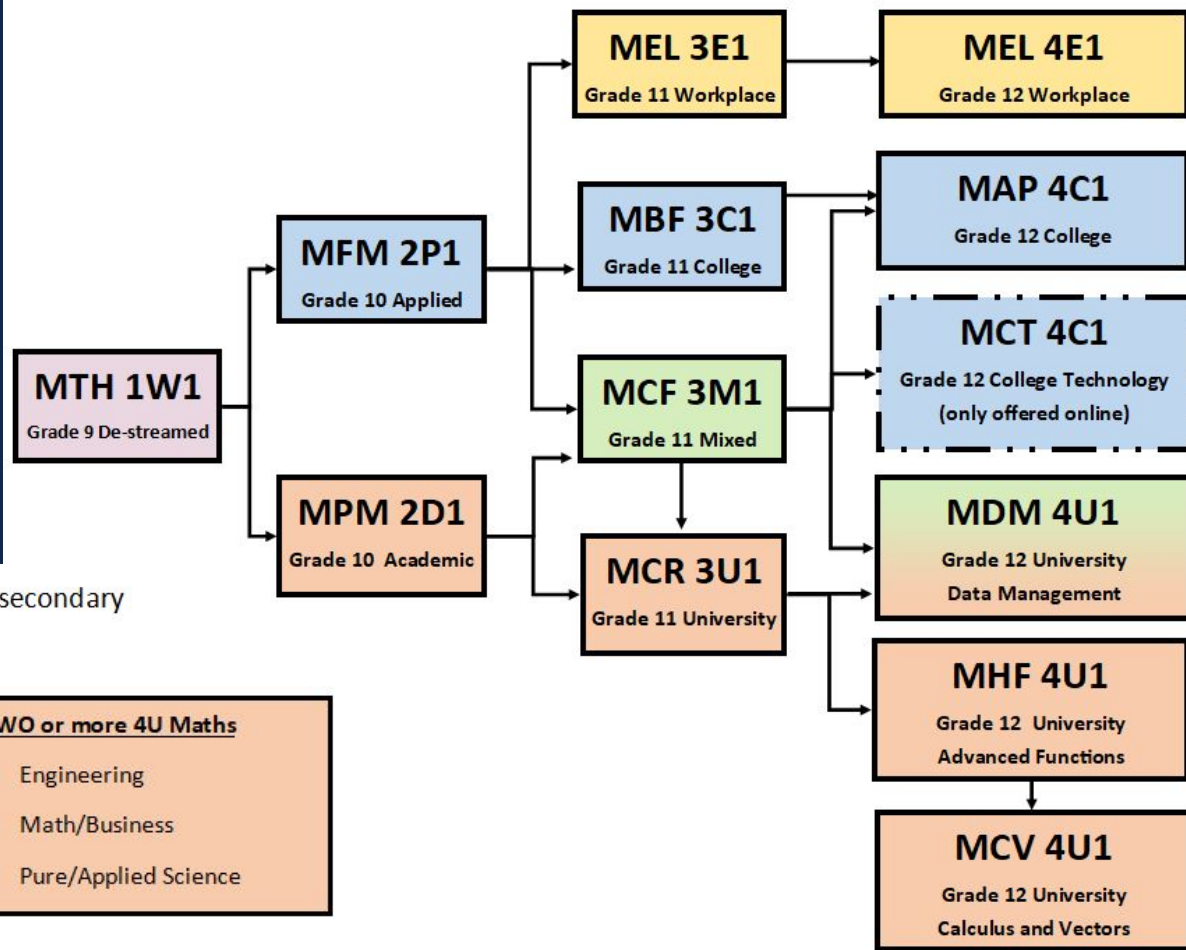 MEL 3E1
Grade 11 Workplace
MEL 4E1
Grade 12 Workplace
MBF 3C1
Grade 11 College
MAP 4C1
Grade 12 College
MFM 2P1
Grade 10 Applied
MCT 4C1
Grade 12 College Technology
(only offered online)
MTH 1W1
Grade 9 De-streamed
MCF 3M1
Grade 11 Mixed
MPM 2D1
Grade 10 Academic
MDM 4U1
Grade 12 University
Data Management
MCR 3U1
Grade 11 University
secondary
MHF 4U1
Grade 12 University
Advanced Functions
or more 4U Maths
Engineering
Math/Business
Pure/Applied Science
MCV 4U1
Grade 12 University
Calculus and Vectors